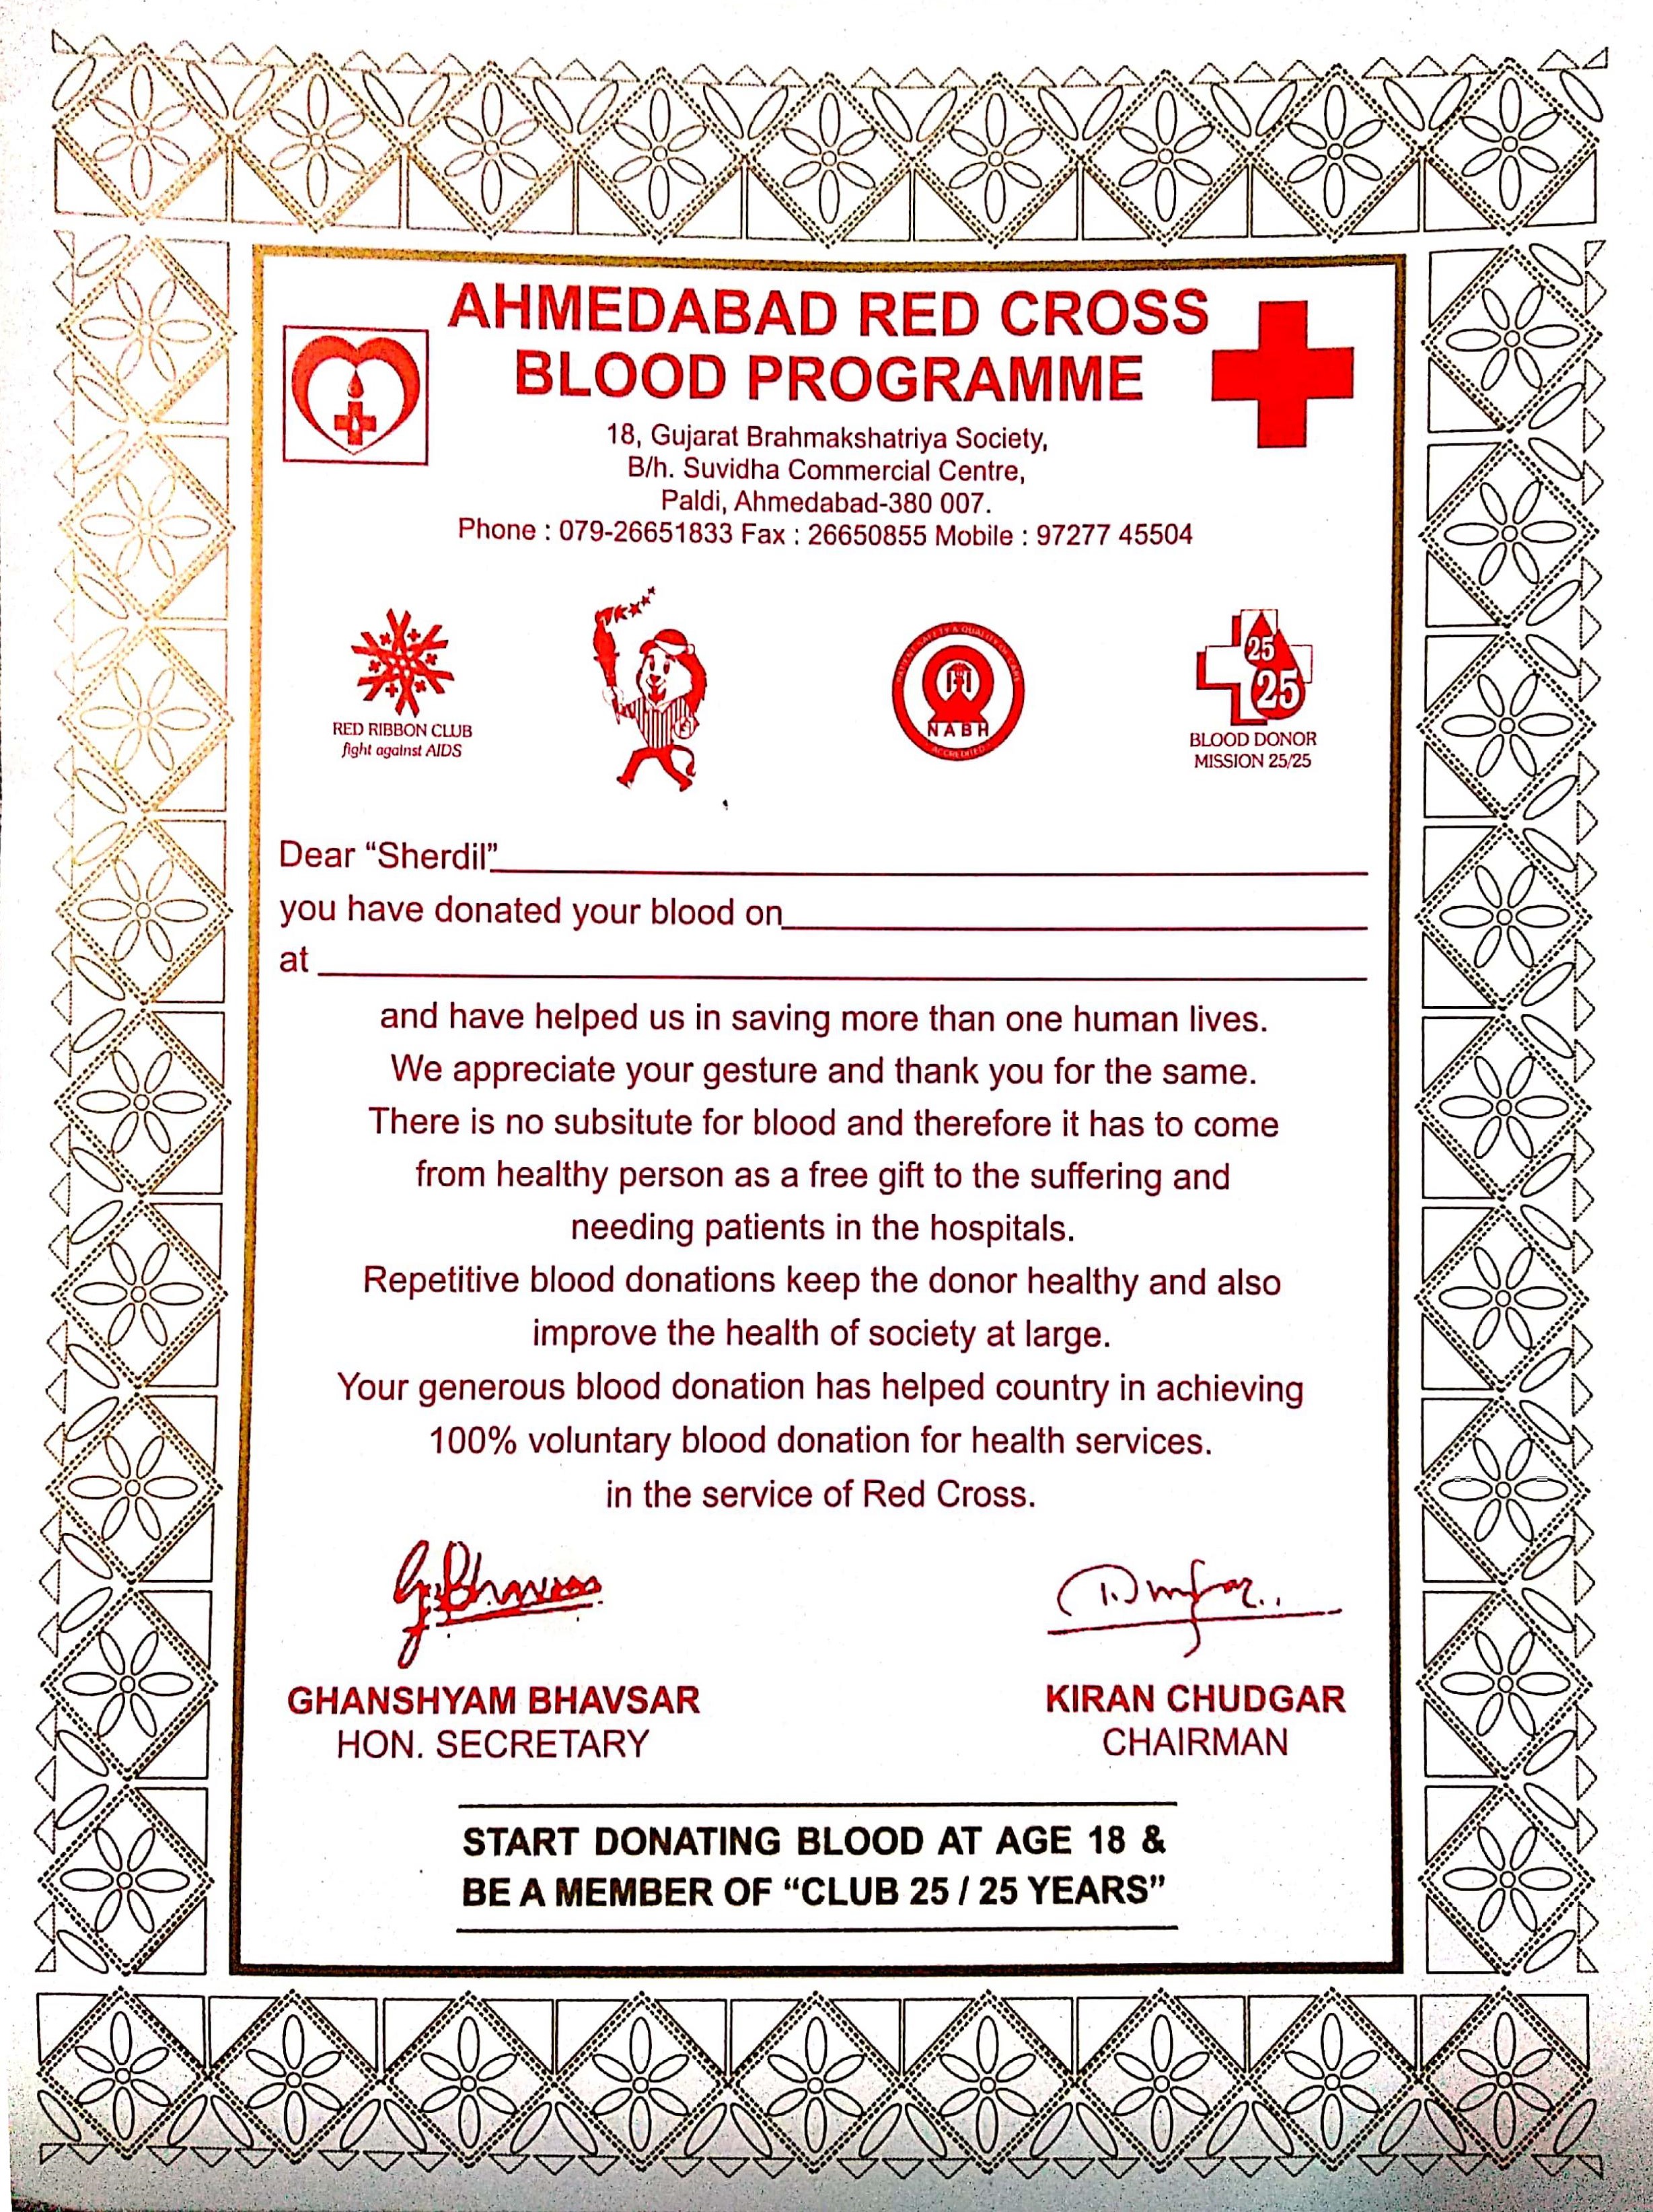 AHMEDABAD RED CROSS
BLOOD PROGRAMME
18, Gujarat Brahmakshatriya Society,
B/h. Suvidha Commercial Centre,
Paldi, Ahmedabad-380 007.
Phone : 079-26651833 Fax : 26650855 Mobile : 97277 45504
RED RIBBON CLUB
fight against AIDS
PATIENT SAFETY & QUALITY OF CARE
NABH
ACCREDITED
25
25
BLOOD DONOR
MISSION 25/25
Dear “Sherdil”
you have donated your blood on
at
and have helped us in saving more than one human lives.
We appreciate your gesture and thank you for the same.
There is no subsitute for blood and therefore it has to come
from healthy person as a free gift to the suffering and
needing patients in the hospitals.
Repetitive blood donations keep the donor healthy and also
improve the health of society at large.
Your generous blood donation has helped country in achieving
100% voluntary blood donation for health services.
in the service of Red Cross.
GHANSHYAM BHAVSAR
HON. SECRETARY
KIRAN CHUDGAR
CHAIRMAN
START DONATING BLOOD AT AGE 18 &
BE A MEMBER OF “CLUB 25 / 25 YEARS”